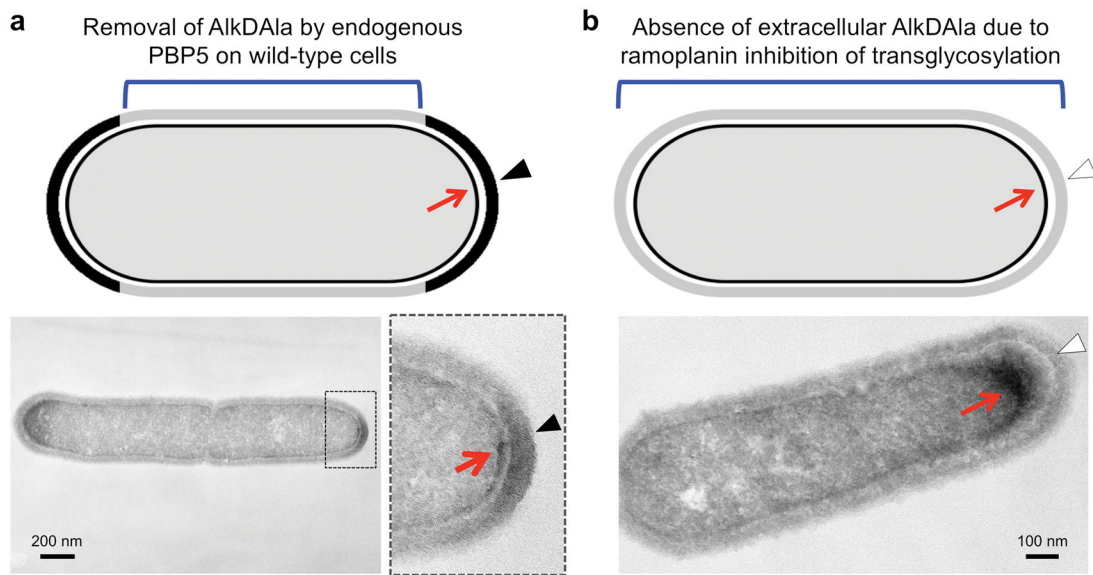 a
Removal of AlkDAla by endogenous
PBP5 on wild-type cells
b
Absence of extracellular AlkDAla due to
ramoplanin inhibition of transglycosylation
200 nm
100 nm